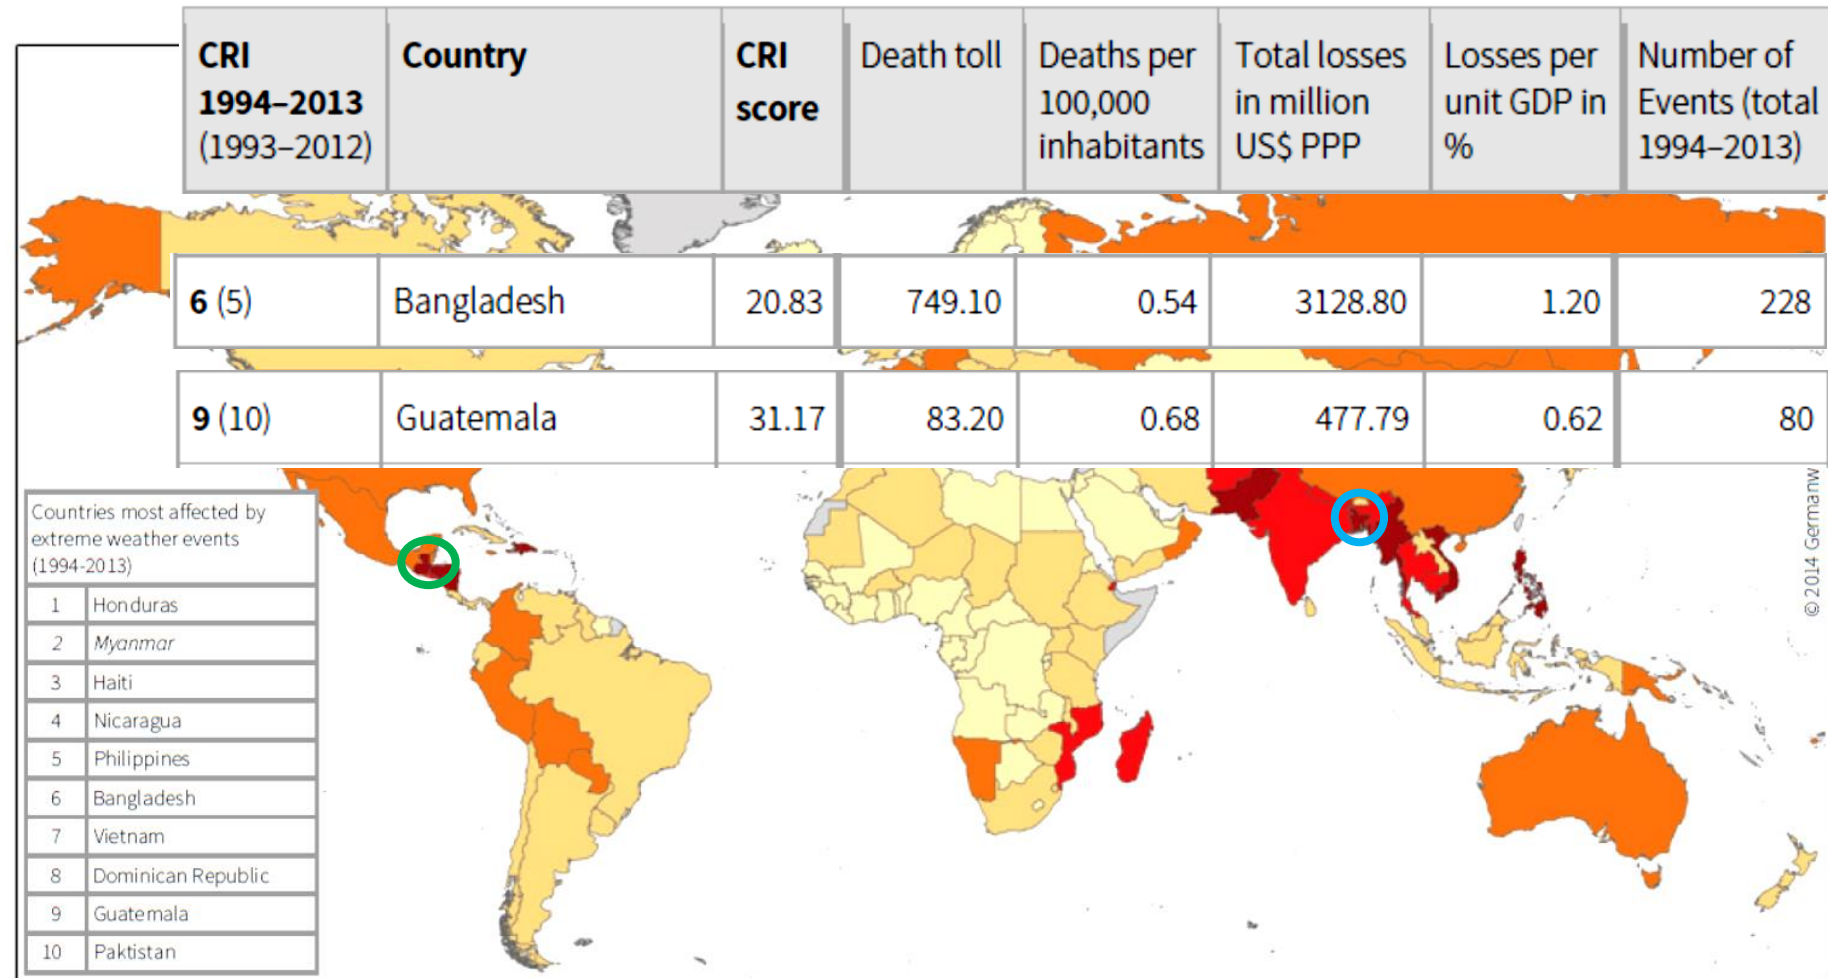 CRI
1994–2013
(1993–2012)
Country
CRI
score
Death toll
Deaths per
100,000
inhabitants
Total losses
in million
US$ PPP
Losses per
unit GDP in
%
Number of
Events (total
1994–2013)
6 (5) Bangladesh 20.83 749.10 0.54 3128.80 1.20 228
9 (10) Guatemala 31.17 83.20 0.68 477.79 0.62 80
Countries most affected by
extreme weather events
(1994-2013)
1 Honduras
2 Myanmar
3 Haiti
4 Nicaragua
5 Philippines
6 Bangladesh
7 Vietnam
8 Dominican Republic
9 Guatemala
10 Paktistan
© 2014 Germanw